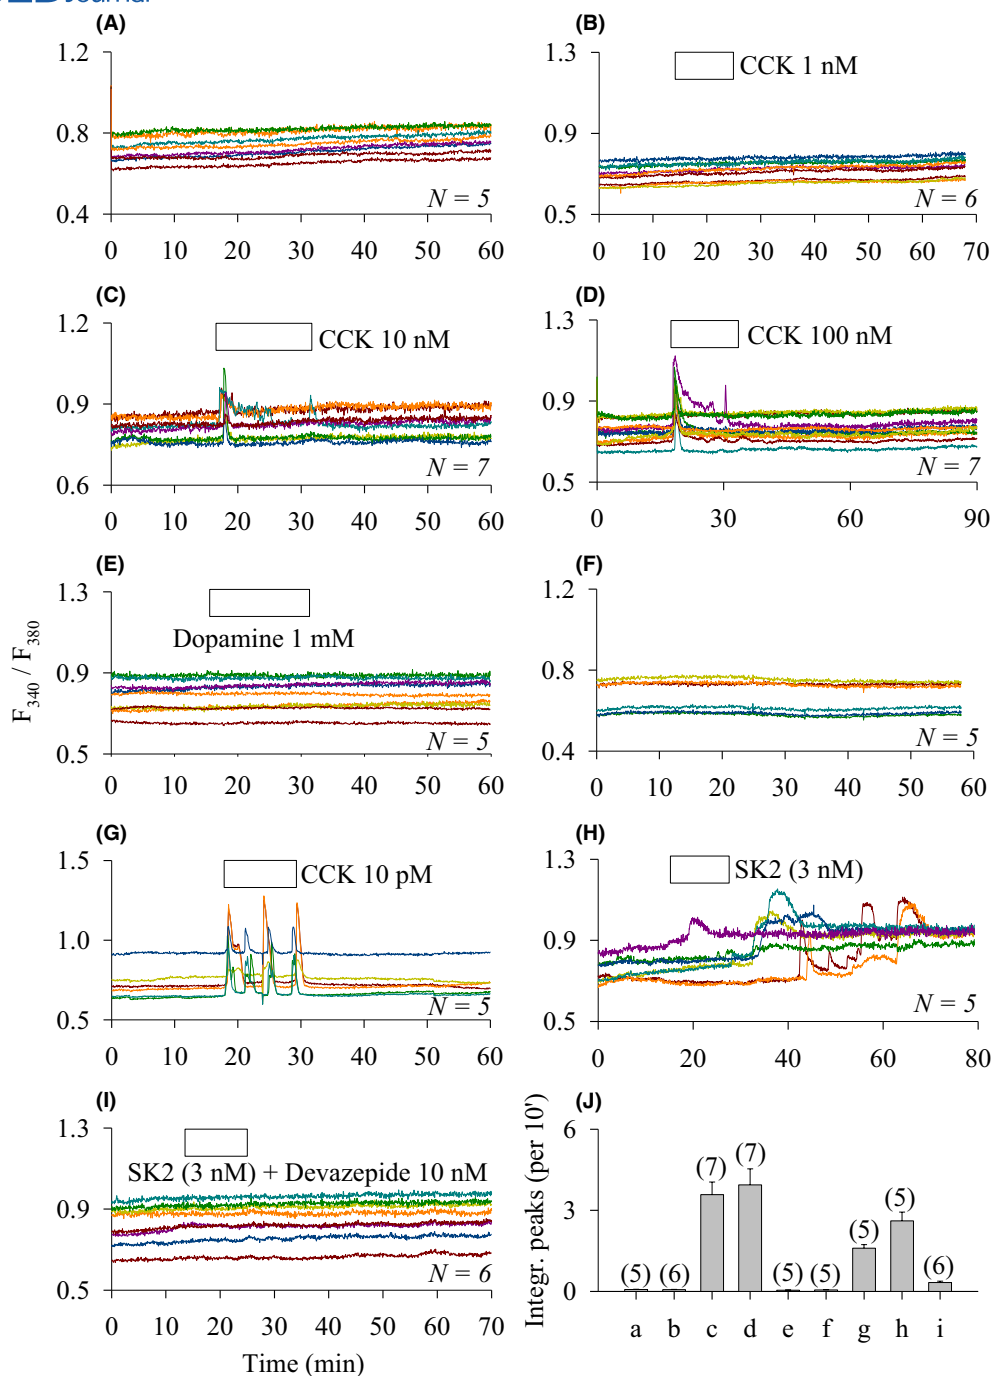 Journal
(A)
1.2
0.8
0.4
N = 5
0 10 20 30 40 50 60
(B)
1.3
0.9
0.5
CCK 1 nM
N = 6
0 10 20 30 40 50 60 70
(C)
1.2
0.9
0.6
CCK 10 nM
N = 7
0 10 20 30 40 50 60
(D)
1.3
0.9
0.5
CCK 100 nM
N = 7
0 30 60 90
(E)
1.3
0.9
0.5
Dopamine 1 mM
N = 5
0 10 20 30 40 50 60
F340 / F380
(F)
1.2
0.8
0.4
N = 5
0 10 20 30 40 50 60
(G)
1.5
1.0
0.5
CCK 10 pM
N = 5
0 10 20 30 40 50 60
(H)
1.3
0.9
0.5
SK2 (3 nM)
N = 5
0 20 40 60 80
(I)
1.3
0.9
0.5
SK2 (3 nM) + Devazepide 10 nM
N = 6
0 10 20 30 40 50 60 70
Time (min)
(J)
Integr. peaks (per 10')
6
3
0
(5) (6) (7) (7) (5) (5) (5) (5) (6)
a b c d e f g h i